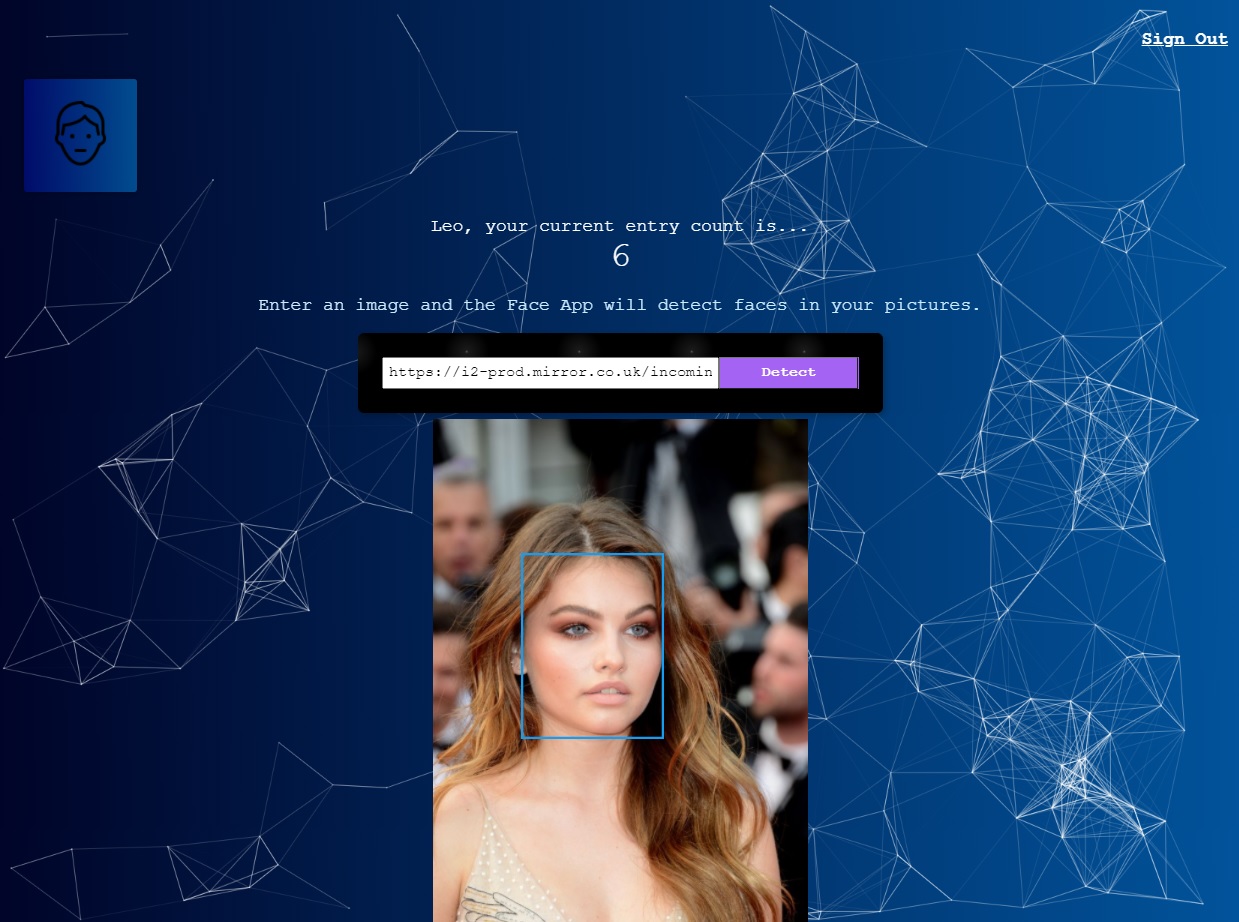 Sign Out
Leo, your current entry count is...
6
Enter an image and the Face App will detect faces in your pictures.
https://i2-prod.mirror.co.uk/incomin
Detect